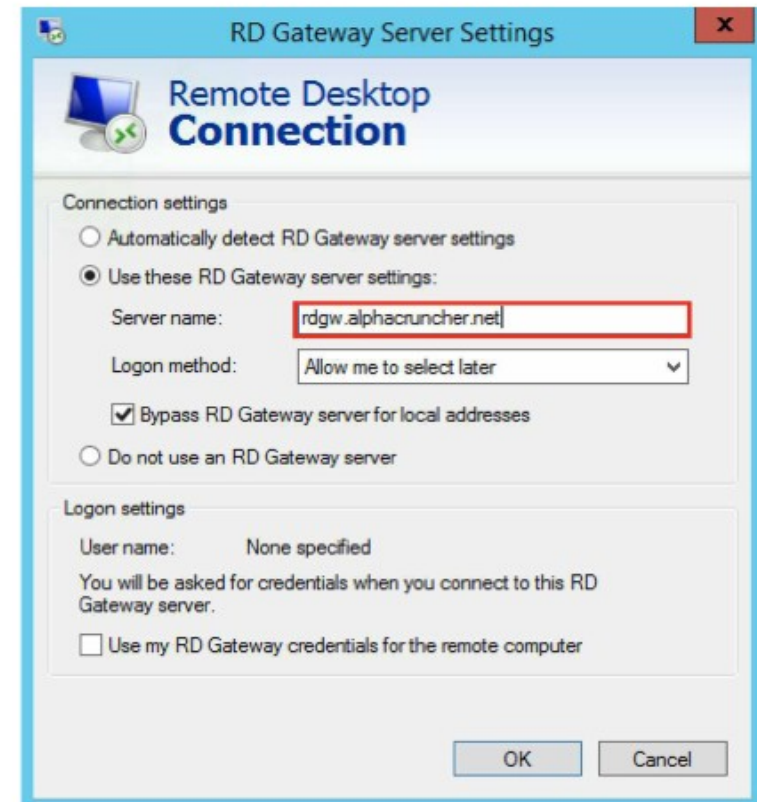 RD Gateway Server Settings
x
Remote Desktop
Connection
Connection settings
Automatically detect RD Gateway server settings
Use these RD Gateway server settings:
Server name: rdgw.alphacruncher.net
Logon method: Allow me to select later
Bypass RD Gateway server for local addresses
Do not use an RD Gateway server
Logon settings
User name: None specified
You will be asked for credentials when you connect to this RD
Gateway server.
Use my RD Gateway credentials for the remote computer
OK Cancel